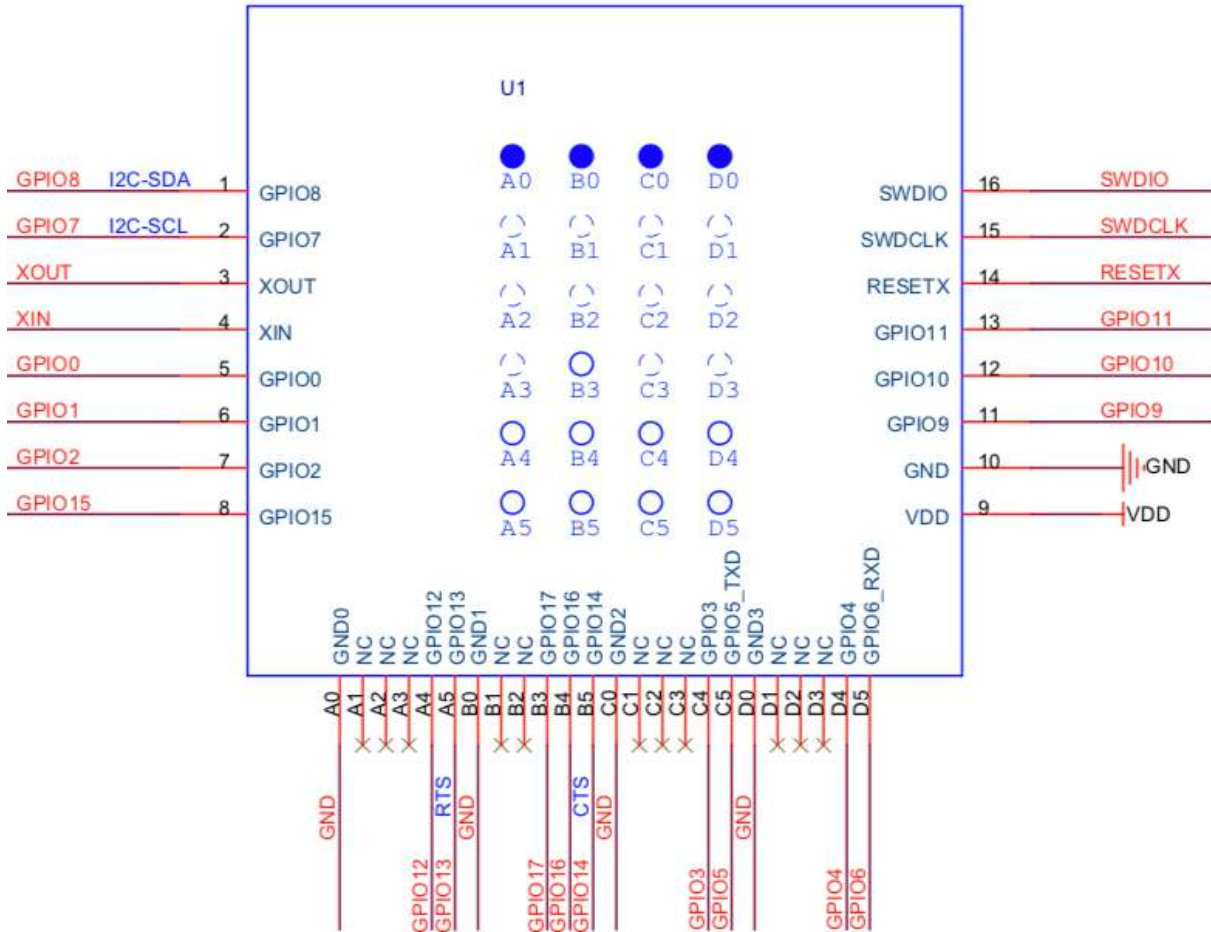 U1
A0 B0 C0 D0
A1 B1 C1 D1
A2 B2 C2 D2
A3 B3 C3 D3
A4 B4 C4 D4
A5 B5 C5 D5
GPIO8 I2C-SDA 1 GPIO8
GPIO7 I2C-SCL 2 GPIO7
XOUT 3 XOUT
XIN 4 XIN
GPIO0 5 GPIO0
GPIO1 6 GPIO1
GPIO2 7 GPIO2
GPIO15 8 GPIO15
SWDIO 16 SWDIO
SWDCLK 15 SWDCLK
RESETX 14 RESETX
GPIO11 13 GPIO11
GPIO10 12 GPIO10
GPIO9 11 GPIO9
GND 10 GND
VDD 9 VDD
GND0 A0 GND
NC A1
NC A2
NC A3
GPIO12 A4 GPIO12
GPIO13 A5 RTS GPIO13
GND1 B0 GND
NC B1
NC B2
GPIO17 B3 GPIO17
GPIO16 B4 GPIO16
GPIO14 B5 CTS GPIO14
GND2 C0 GND
NC C1
NC C2
NC C3
GPIO3 C4 GPIO3
GPIO5_TXD C5 GPIO5
GND3 D0 GND
NC D1
NC D2
NC D3
GPIO4 D4 GPIO4
GPIO6_RXD D5 GPIO6